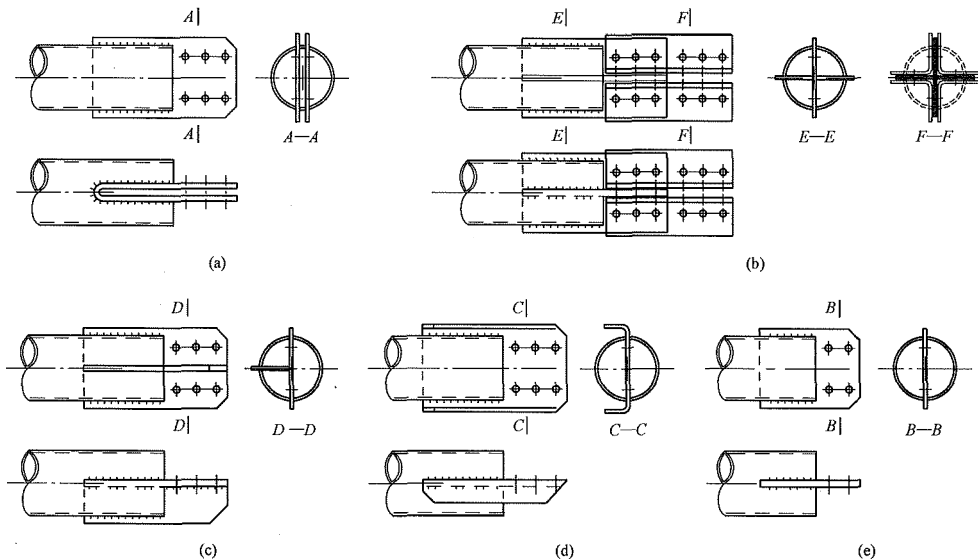 A|
E|
F|
A|
A—A
E|
F|
E—E
F—F
(a)
(b)
D|
C|
B|
D|
D—D
C|
C—C
B|
B—B
(c)
(d)
(e)